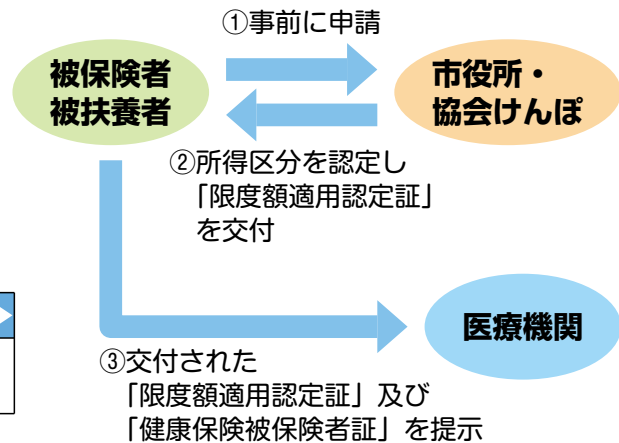 ①事前に申請
被保険者
被扶養者
市役所・
協会けんぽ
②所得区分を認定し
「限度額適用認定証」
を交付
医療機関
③交付された
「限度額適用認定証」及び
「健康保険被保険者証」を提示